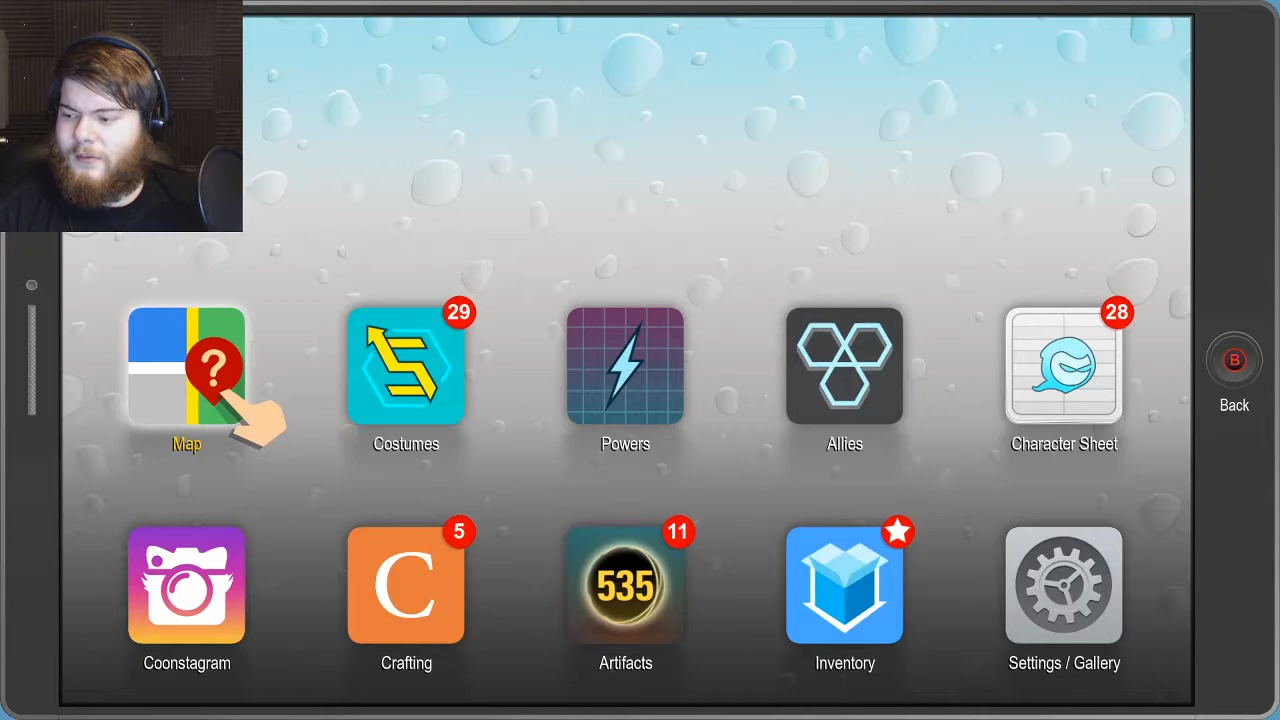 29
28
?
Map
Costumes
Powers
Allies
Character Sheet
B
Back
5
11
C
535
Coonstagram
Crafting
Artifacts
Inventory
Settings / Gallery